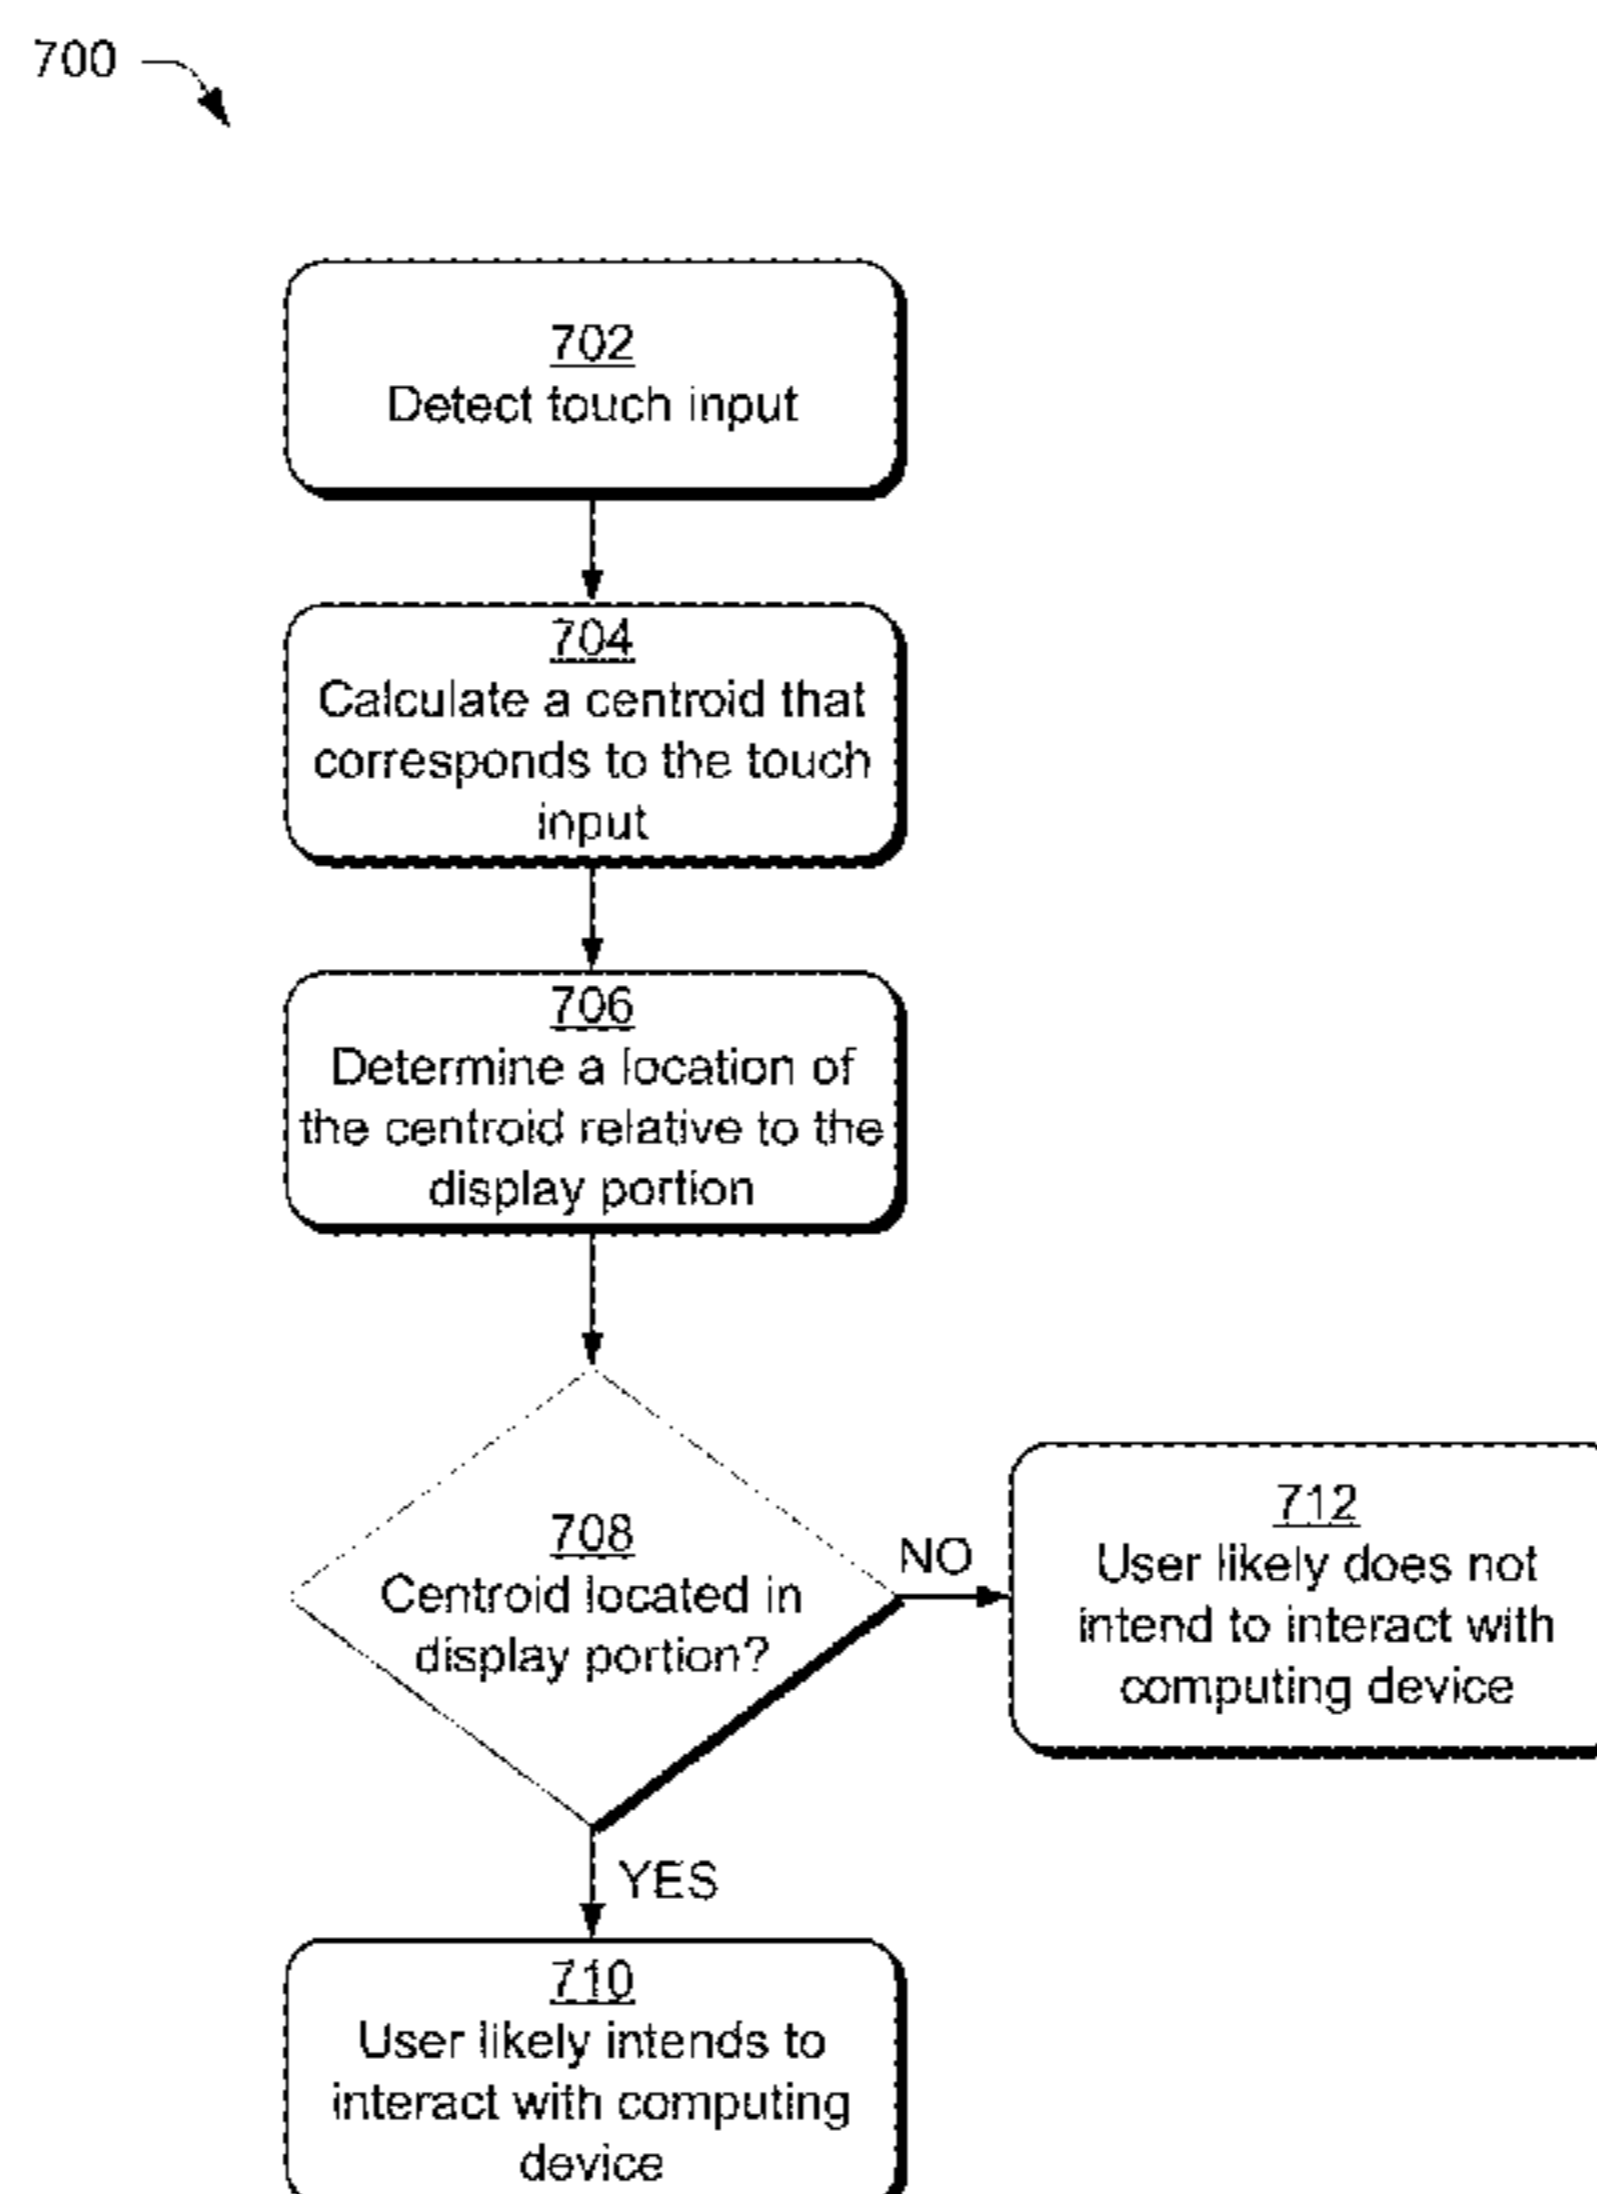 700
702
Detect touch input
704
Calculate a centroid that
corresponds to the touch
input
706
Determine a location of
the centroid relative to the
display portion
708
Centroid located in
display portion?
NO
712
User likely does not
intend to interact with
computing device
YES
710
User likely intends to
interact with computing
device